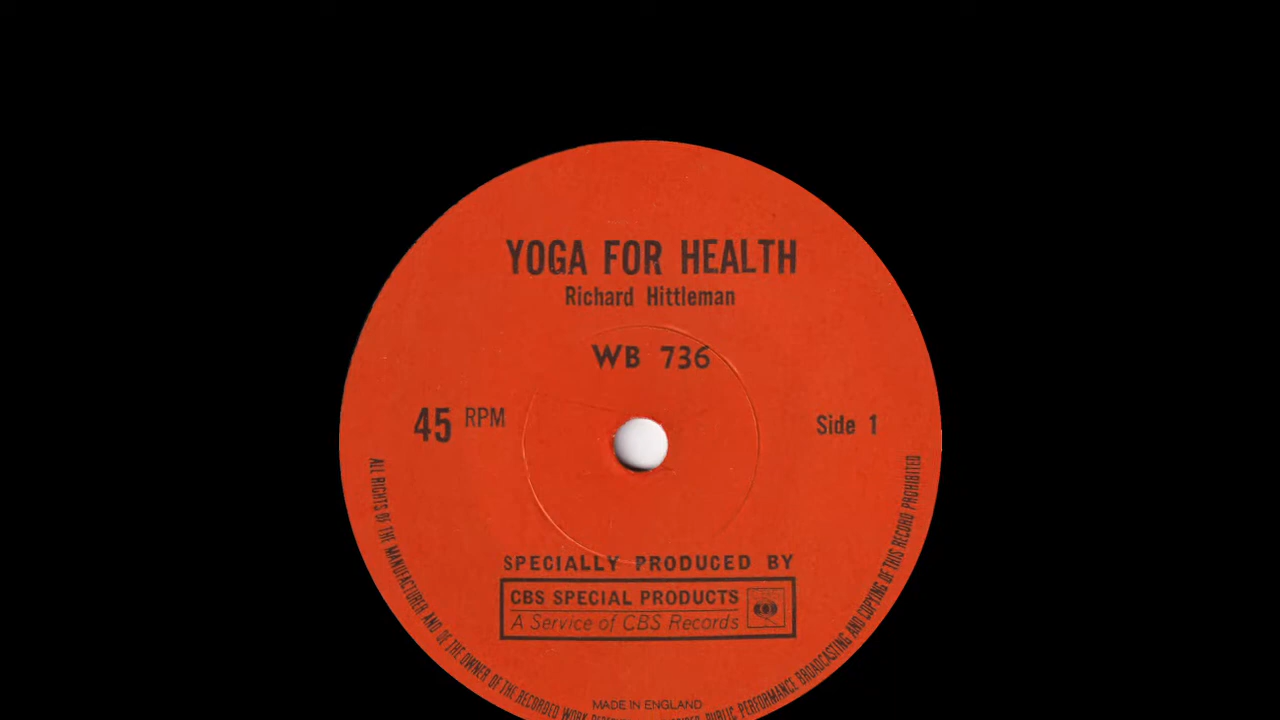 YOGA FOR HEALTH
Richard Hittleman
WB 736
45 RPM
Side 1
SPECIALLY PRODUCED BY
CBS SPECIAL PRODUCTS
A Service of CBS Records
MADE IN ENGLAND
ALL RIGHTS OF THE MANUFACTURER AND OF THE OWNER OF THE RECORDED WORK
PUBLIC PERFORMANCE BROADCASTING AND COPYING OF THIS RECORD PROHIBITED